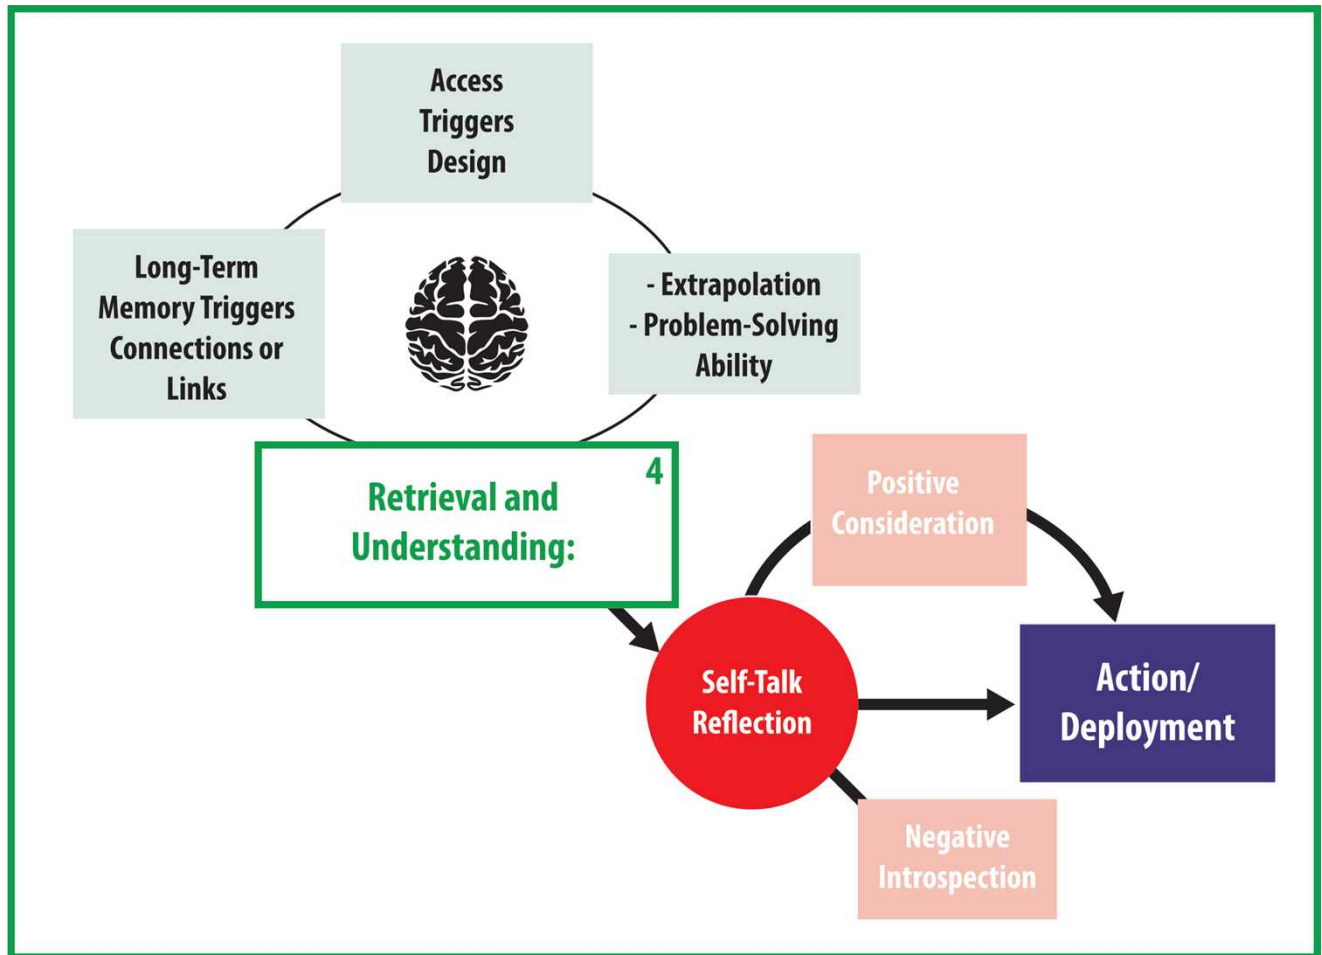 Access
Triggers
Design
Long-Term
Memory Triggers
Connections or
Links
- Extrapolation
- Problem-Solving
Ability
4
Retrieval and
Understanding:
Positive
Consideration
Self-Talk
Reflection
Action/
Deployment
Negative
Introspection